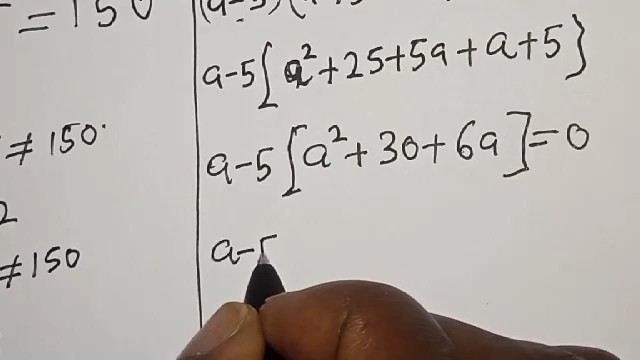 = 150
a-5{a²+25+5a+a+5}
≠ 150
a-5[a²+30+6a]=0
2
≠ 150
a-5